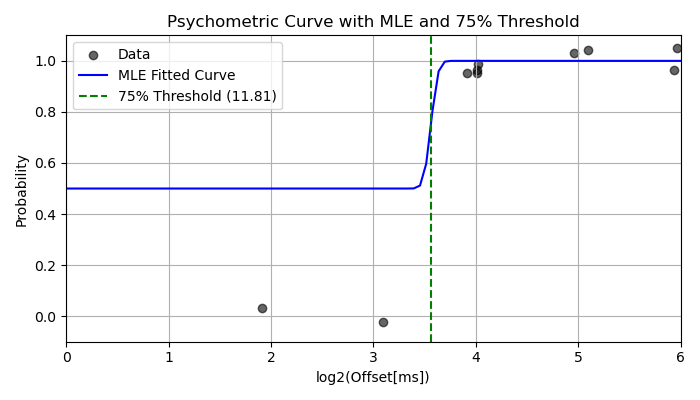 Psychometric Curve with MLE and 75% Threshold
Data
MLE Fitted Curve
75% Threshold (11.81)
Probability
1.0
0.8
0.6
0.4
0.2
0.0
0 1 2 3 4 5 6
log2(Offset[ms])